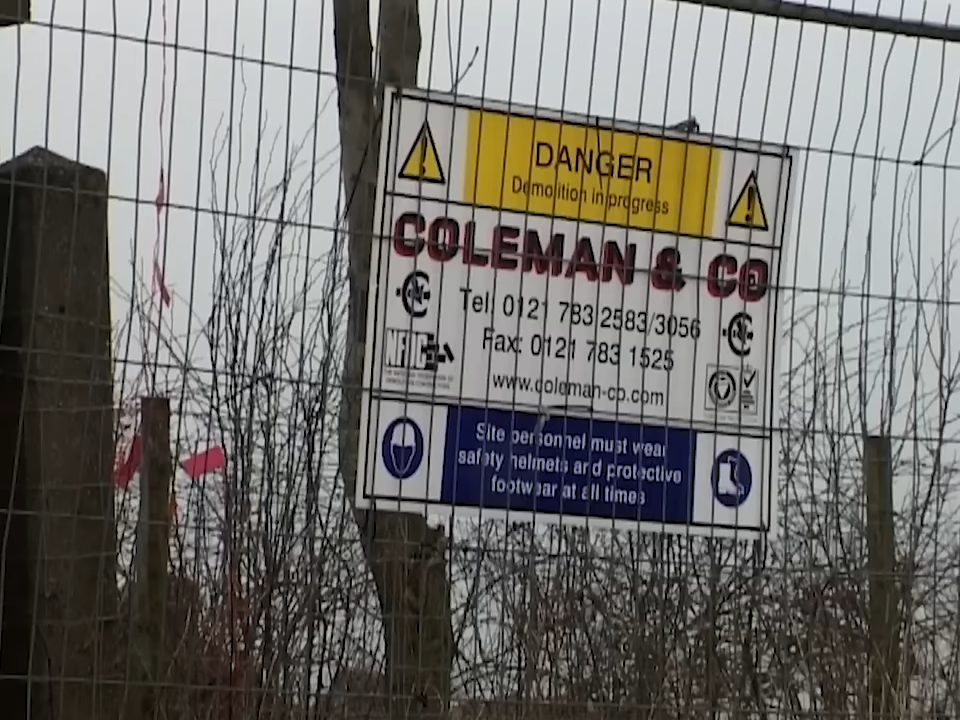 DANGER
Demolition in progress
COLEMAN & CO
Tel: 0121 783 2583/3056
Fax: 0121 783 1525
www.coleman-co.com
Site personnel must wear
safety helmets and protective
footwear at all times